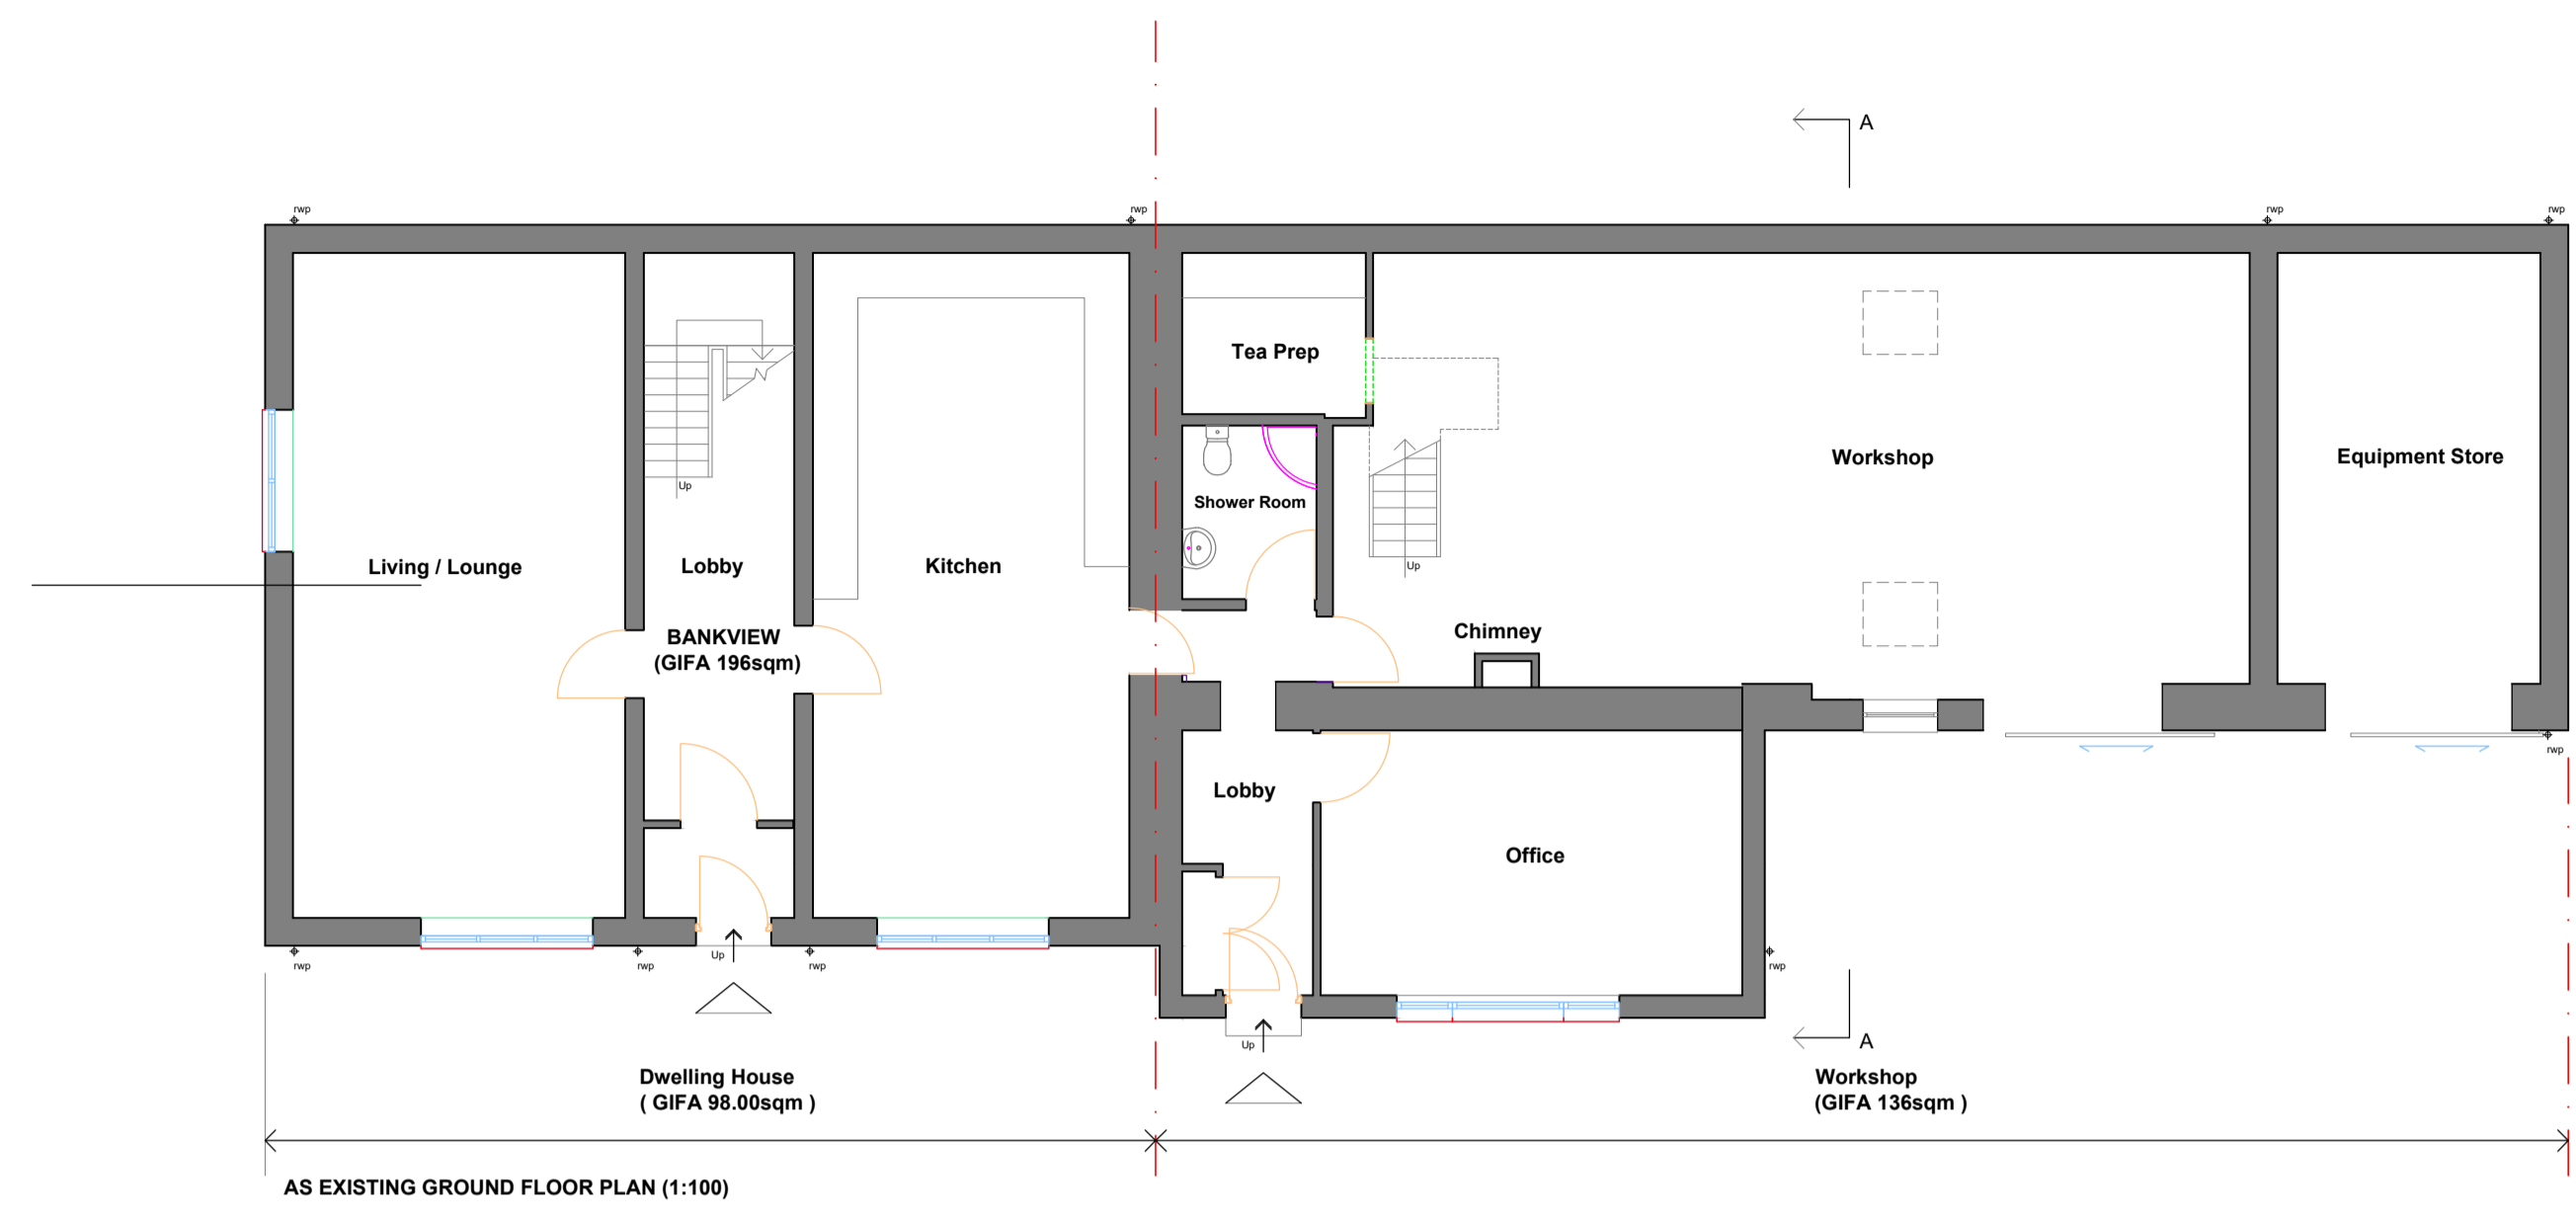 A
rwp
rwp
rwp
rwp
Tea Prep
Workshop
Equipment Store
Up
Shower Room
Living / Lounge
Lobby
Kitchen
Up
Chimney
BANKVIEW
(GIFA 196sqm)
rwp
Lobby
Office
Up
rwp
rwp
rwp
rwp
Up
A
Dwelling House
( GIFA 98.00sqm )
Workshop
(GIFA 136sqm )
AS EXISTING GROUND FLOOR PLAN (1:100)